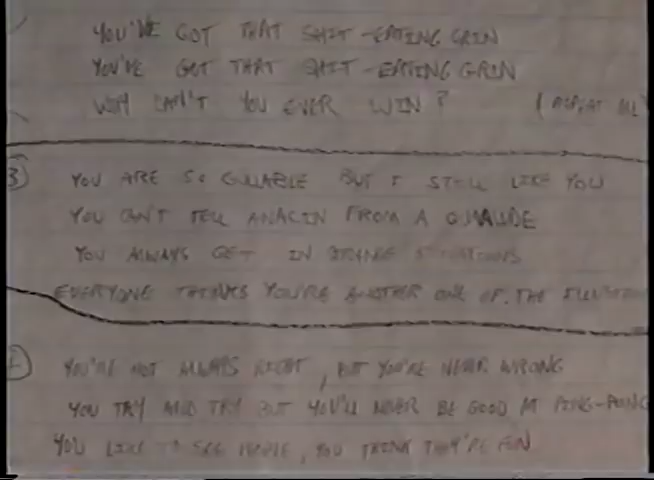 YOU'VE GOT THAT SHIT-EATING GRIN
YOU'VE GOT THAT SHIT-EATING GRIN
WHY CAN'T YOU EVER WIN? (REPEAT ALL
3 YOU ARE SO GULLABLE BUT I STILL LIKE YOU
YOU CAN'T TELL ANACIN FROM A QUAALUDE
YOU ALWAYS GET IN STRANGE SITUATIONS
EVERYONE THINKS YOU'RE ANOTHER ONE OF THE
YOU'RE NOT ALWAYS RIGHT, BUT YOU'RE NEVER WRONG
YOU TRY AND TRY BUT YOU'LL NEVER BE GOOD AT PING-PONG
YOU LIKE TO SEE PEOPLE, YOU THINK THEY'RE FUN